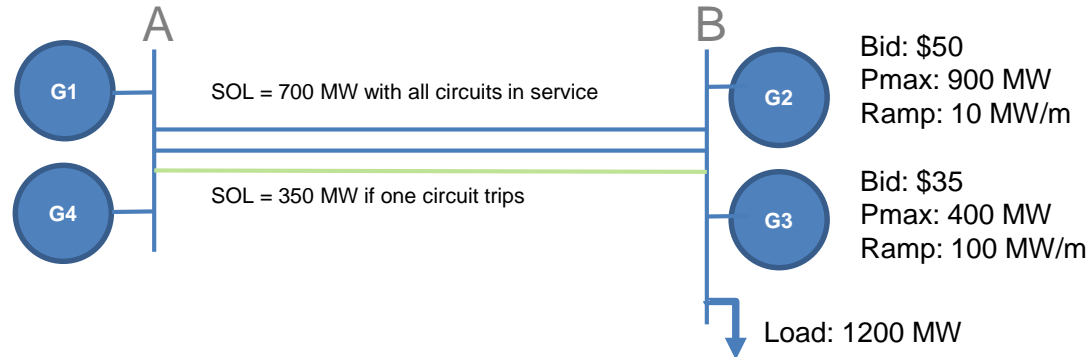 A
B
G1
SOL = 700 MW with all circuits in service
G2
Bid: $50
Pmax: 900 MW
Ramp: 10 MW/m
G4
SOL = 350 MW if one circuit trips
G3
Bid: $35
Pmax: 400 MW
Ramp: 100 MW/m
Load: 1200 MW